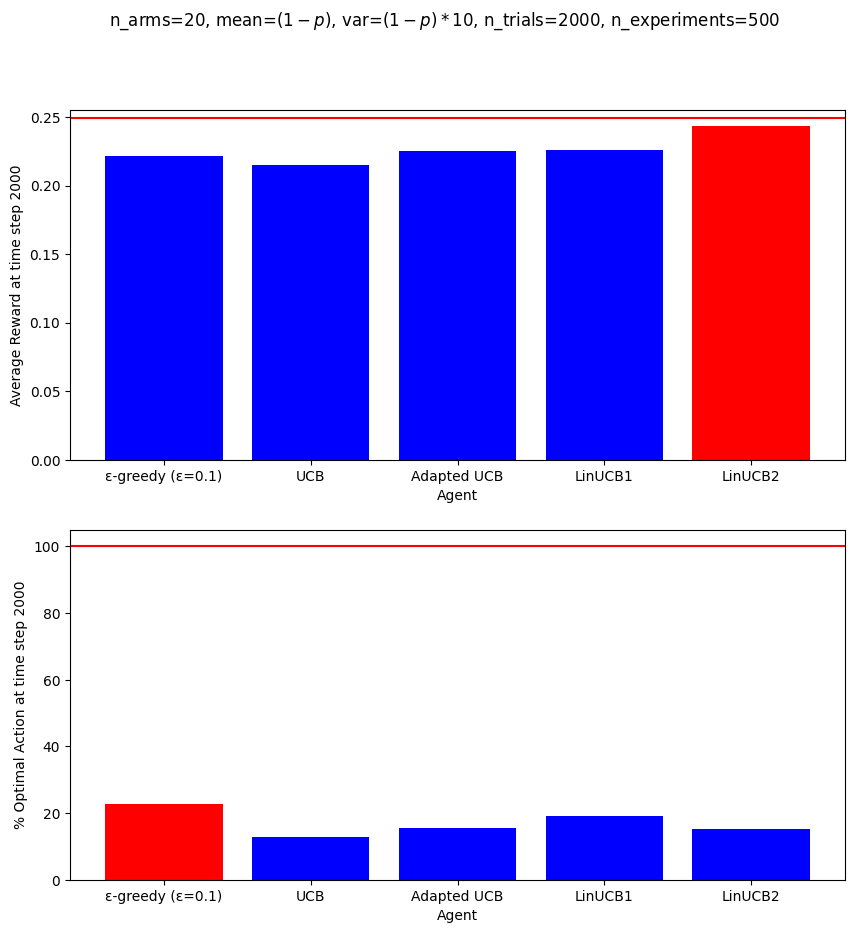 n_arms=20, mean=(1 − p), var=(1 − p) * 10, n_trials=2000, n_experiments=500
Average Reward at time step 2000
0.25
0.20
0.15
0.10
0.05
0.00
ε-greedy (ε=0.1) UCB Adapted UCB LinUCB1 LinUCB2
Agent
% Optimal Action at time step 2000
100
80
60
40
20
0
ε-greedy (ε=0.1) UCB Adapted UCB LinUCB1 LinUCB2
Agent